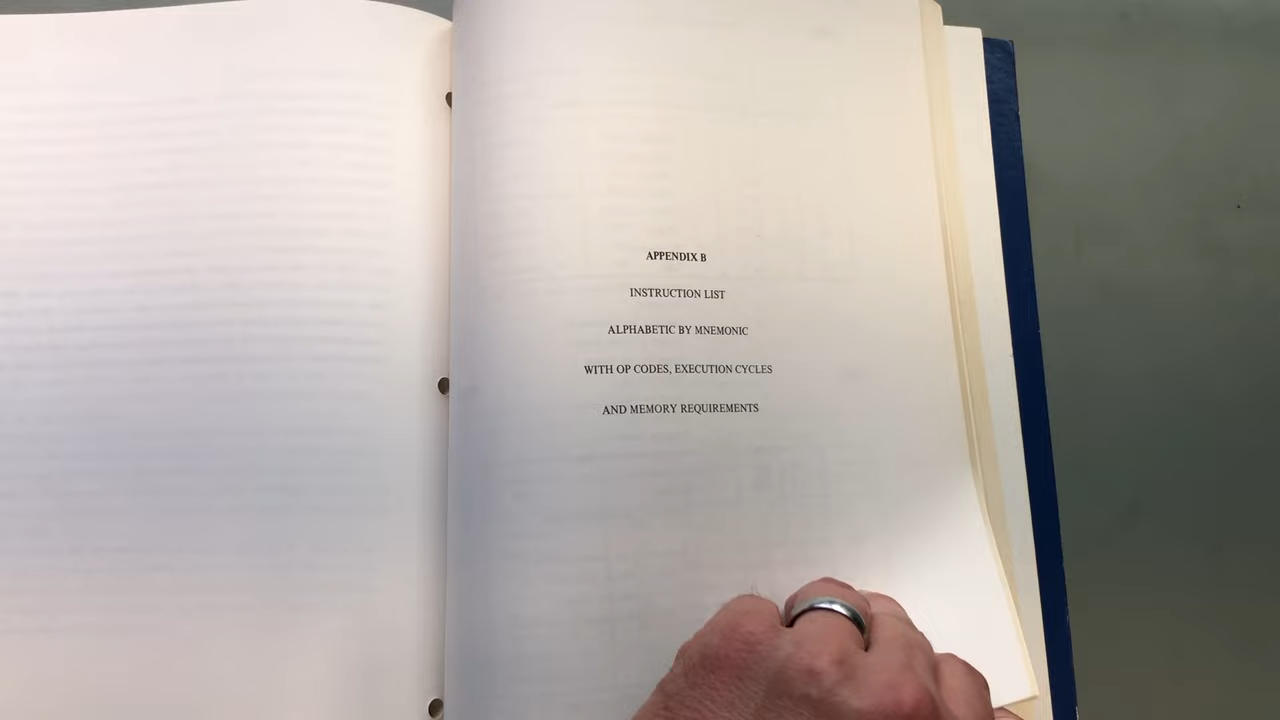 APPENDIX B
INSTRUCTION LIST
ALPHABETIC BY MNEMONIC
WITH OP CODES, EXECUTION CYCLES
AND MEMORY REQUIREMENTS